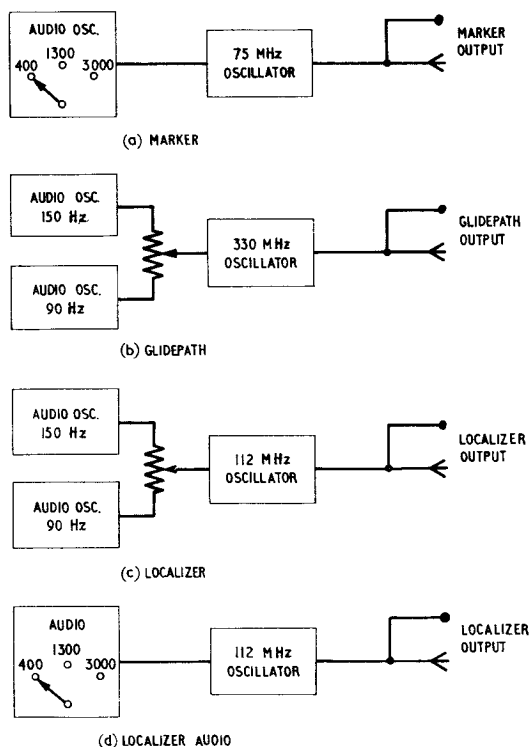 AUDIO OSC.
1300
400
3000
75 MHz
OSCILLATOR
MARKER
OUTPUT
(a) MARKER
AUDIO OSC.
150 Hz.
AUDIO OSC.
90 Hz
330 MHz
OSCILLATOR
GLIDEPATH
OUTPUT
(b) GLIDEPATH
AUDIO OSC.
150 Hz
AUDIO OSC.
90 Hz
112 MHz
OSCILLATOR
LOCALIZER
OUTPUT
(c) LOCALIZER
AUDIO
1300
400
3000
112 MHz
OSCILLATOR
LOCALIZER
OUTPUT
(d) LOCALIZER AUDIO